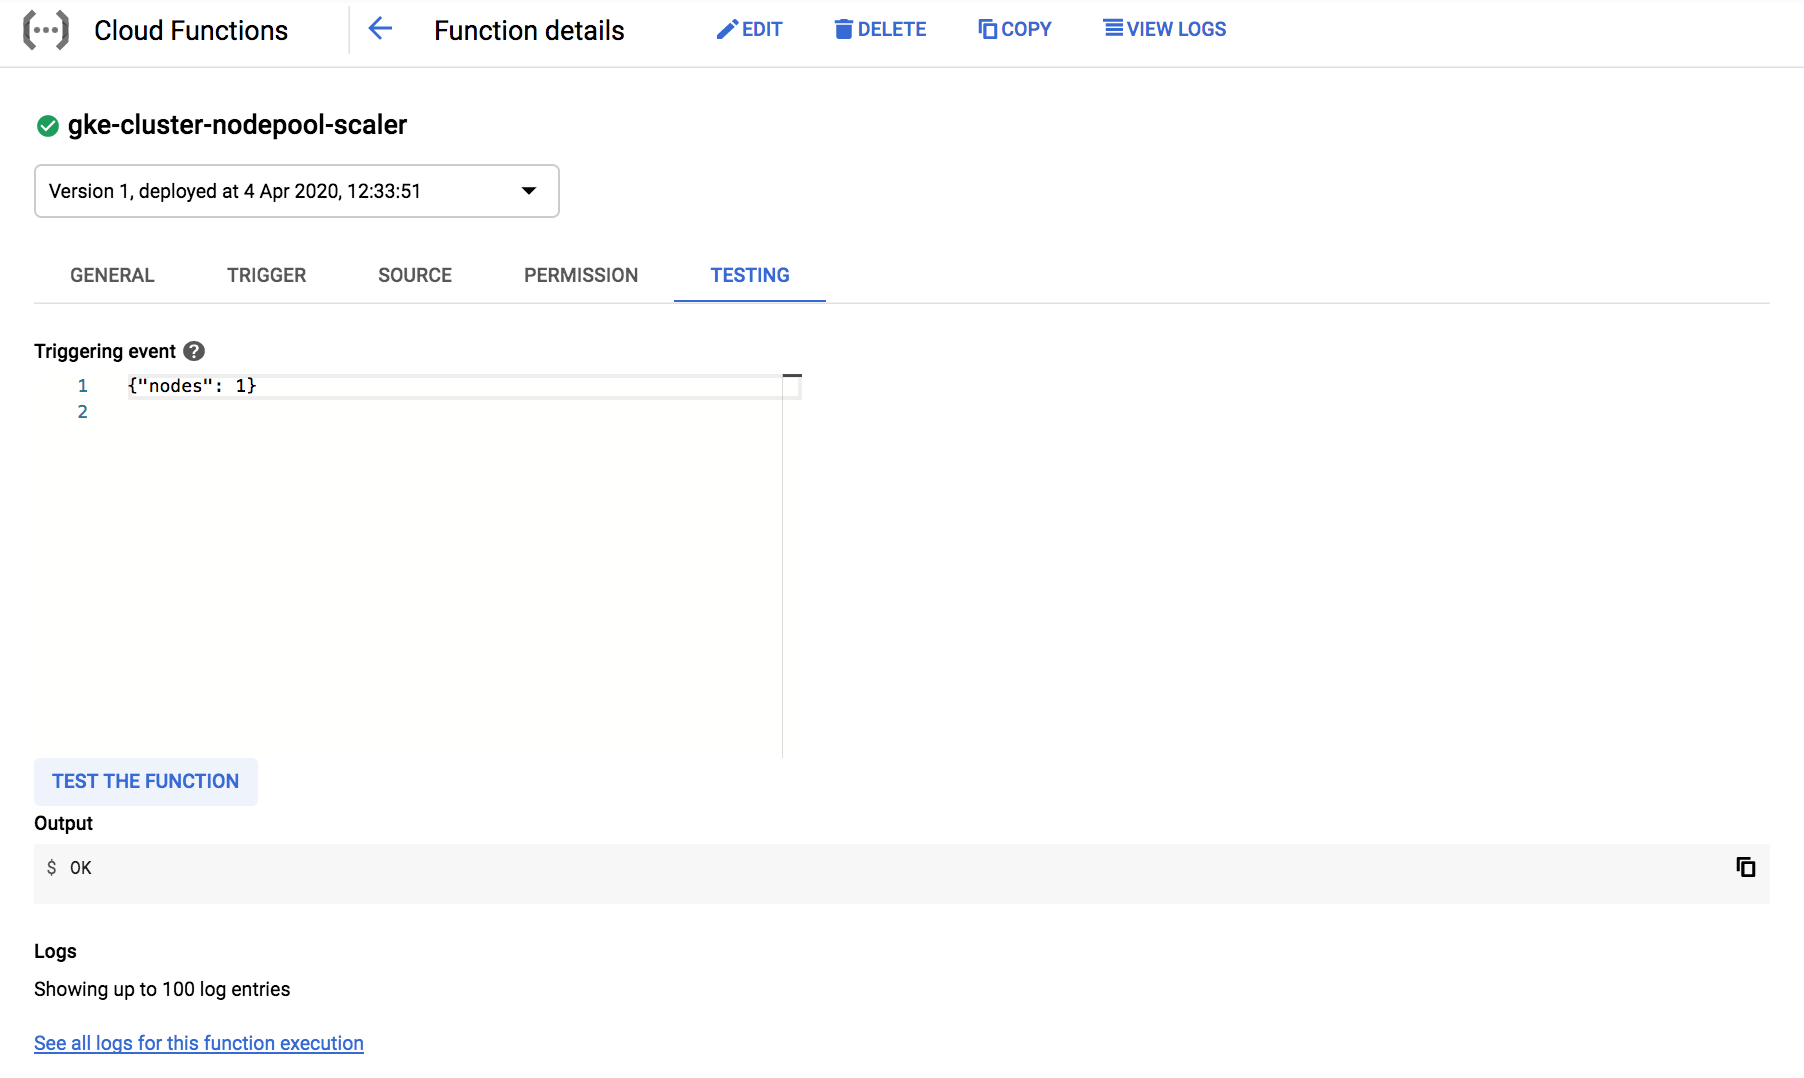 Cloud Functions Function details EDIT DELETE COPY VIEW LOGS
gke-cluster-nodepool-scaler
Version 1, deployed at 4 Apr 2020, 12:33:51
GENERAL TRIGGER SOURCE PERMISSION TESTING
Triggering event ?
1 {"nodes": 1}
2
TEST THE FUNCTION
Output
$ OK
Logs
Showing up to 100 log entries
See all logs for this function execution